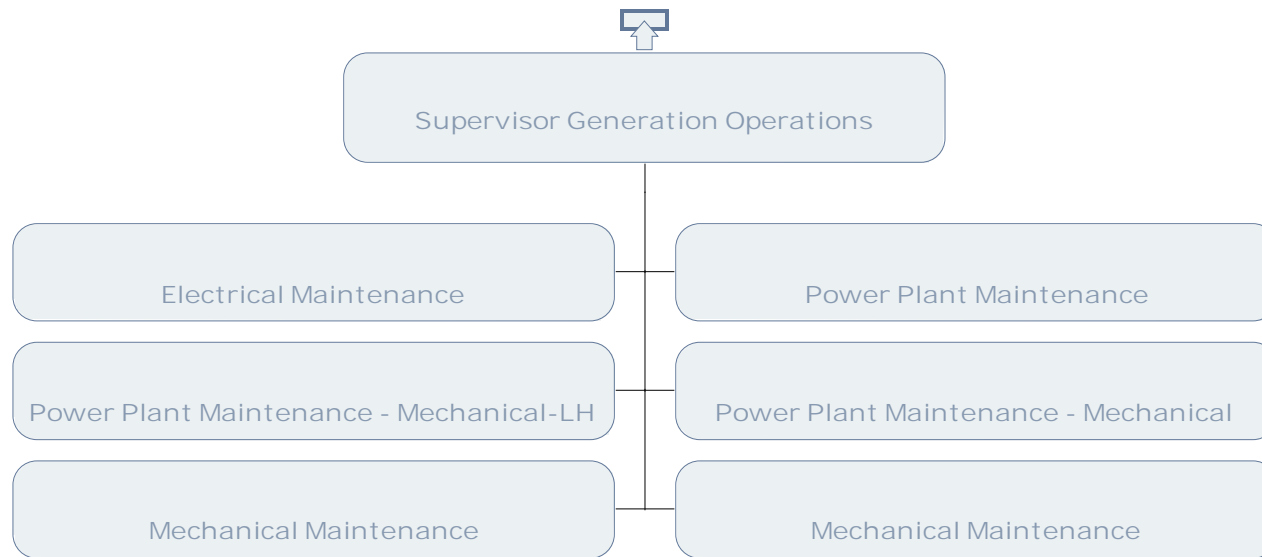 Supervisor Generation Operations
Electrical Maintenance
Power Plant Maintenance
Power Plant Maintenance - Mechanical-LH
Power Plant Maintenance - Mechanical
Mechanical Maintenance
Mechanical Maintenance